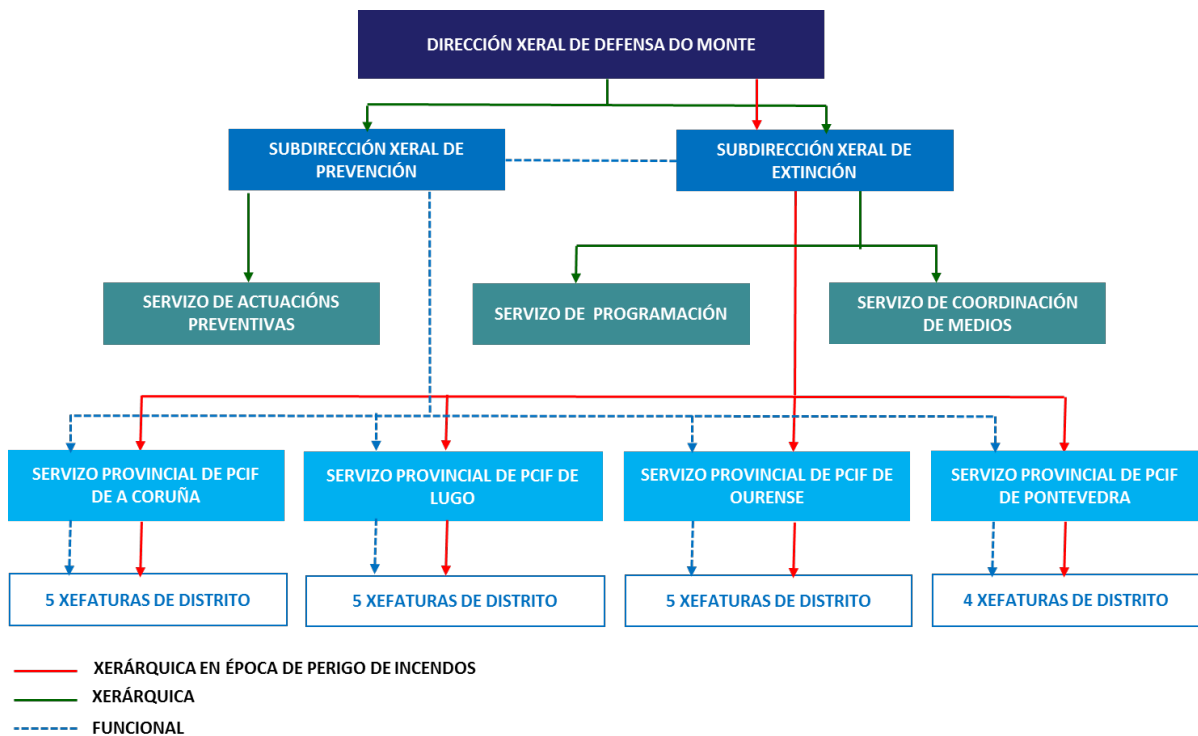 DIRECCIÓN XERAL DE DEFENSA DO MONTE
SUBDIRECCIÓN XERAL DE
PREVENCIÓN
SUBDIRECCIÓN XERAL DE
EXTINCIÓN
SERVIZO DE ACTUACIÓNS
PREVENTIVAS
SERVIZO DE PROGRAMACIÓN
SERVIZO DE COORDINACIÓN
DE MEDIOS
SERVIZO PROVINCIAL DE PCIF
DE A CORUÑA
SERVIZO PROVINCIAL DE PCIF DE
LUGO
SERVIZO PROVINCIAL DE PCIF DE
OURENSE
SERVIZO PROVINCIAL DE PCIF
DE PONTEVEDRA
5 XEFATURAS DE DISTRITO
5 XEFATURAS DE DISTRITO
5 XEFATURAS DE DISTRITO
4 XEFATURAS DE DISTRITO
XERÁRQUICA EN ÉPOCA DE PERIGO DE INCENDOS
XERÁRQUICA
FUNCIONAL